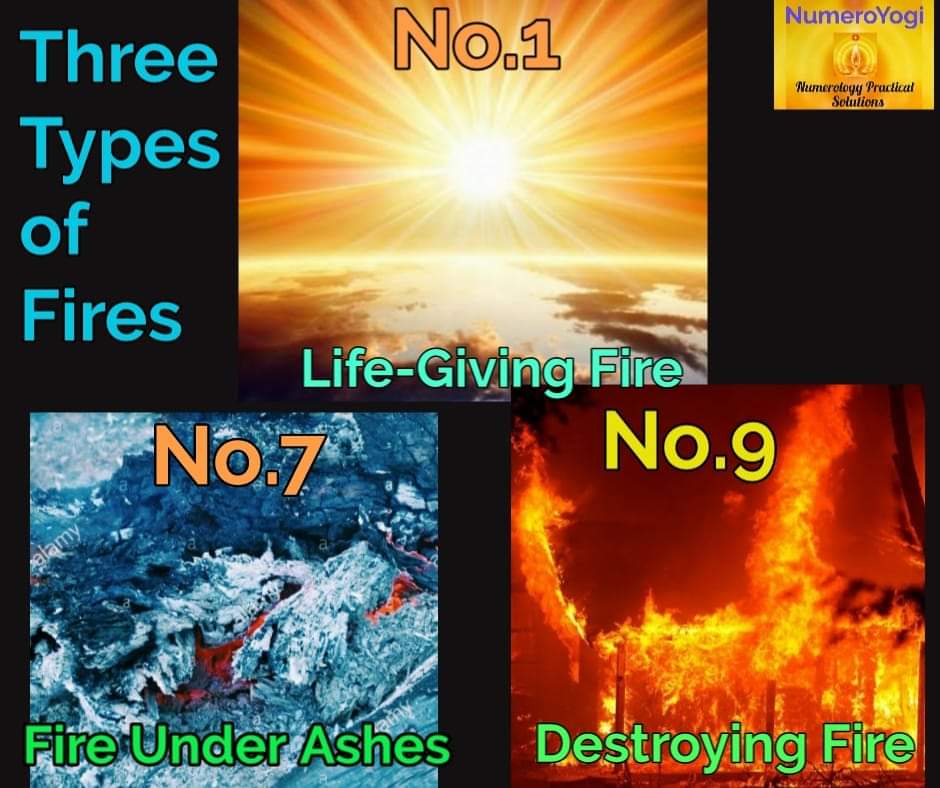 Three
Types
of
Fires
No.1
Life-Giving Fire
NumeroYogi
Numerology Practical
Solutions
No.7
alamy
Fire Under Ashes
No.9
Destroying Fire